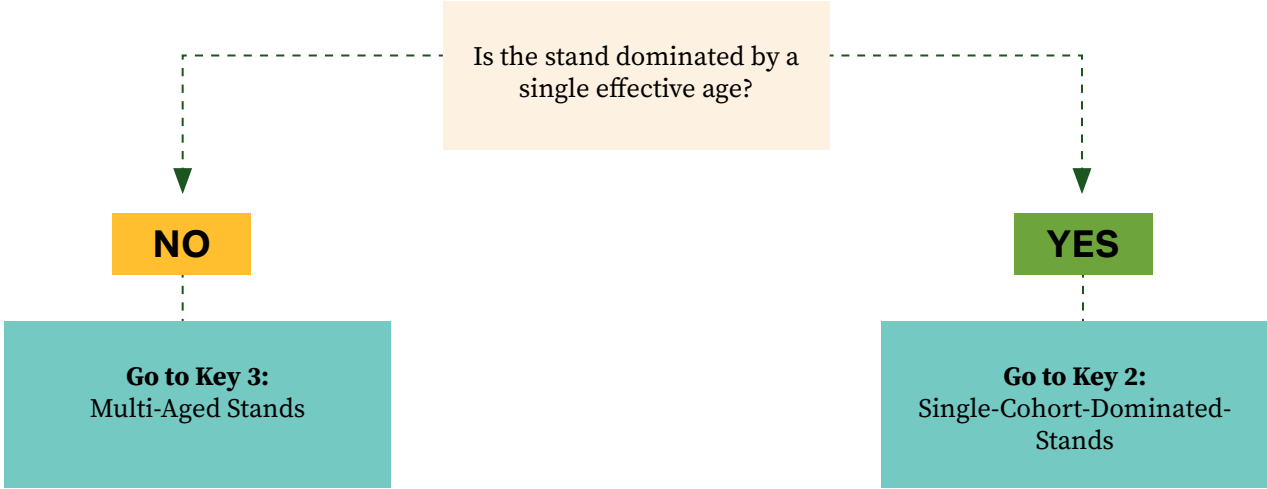 Is the stand dominated by a
single effective age?
NO
YES
Go to Key 3:
Multi-Aged Stands
Go to Key 2:
Single-Cohort-Dominated-
Stands